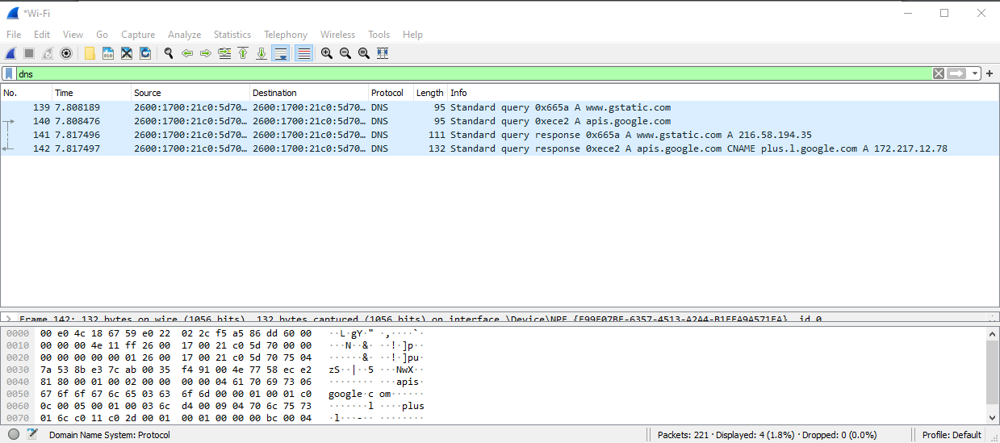 *Wi-Fi
File Edit View Go Capture Analyze Statistics Telephony Wireless Tools Help
dns
No. Time Source Destination Protocol Length Info
139 7.808189 2600:1700:21c0:5d70… 2600:1700:21c0:5d70… DNS 95 Standard query 0x665a A www.gstatic.com
140 7.808476 2600:1700:21c0:5d70… 2600:1700:21c0:5d70… DNS 95 Standard query 0xece2 A apis.google.com
141 7.817496 2600:1700:21c0:5d70… 2600:1700:21c0:5d70… DNS 111 Standard query response 0x665a A www.gstatic.com A 216.58.194.35
142 7.817497 2600:1700:21c0:5d70… 2600:1700:21c0:5d70… DNS 132 Standard query response 0xece2 A apis.google.com CNAME plus.l.google.com A 172.217.12.78
Frame 142: 132 bytes on wire (1056 bits), 132 bytes captured (1056 bits) on interface \Device\NPF_ id 0
0000 00 e0 4c 18 67 59 e0 22 02 2c f5 a5 86 dd 60 00 ··L·gY·" ·,····`·
0010 00 00 00 4e 11 ff 26 00 17 00 21 c0 5d 70 00 00 ···N··&· ··!·]p··
0020 00 00 00 00 00 01 26 00 17 00 21 c0 5d 70 75 04 ······&· ··!·]pu·
0030 7a 53 8b e3 7c ab 00 35 f4 91 00 4e 77 58 ec e2 zS··|··5 ···NwX··
0040 81 80 00 01 00 02 00 00 00 00 04 61 70 69 73 06 ········ ···apis·
0050 67 6f 6f 67 6c 65 03 63 6f 6d 00 00 01 00 01 c0 google·c om······
0060 0c 00 05 00 01 00 03 6c d4 00 09 04 70 6c 75 73 ·······l ····plus
0070 01 6c c0 11 c0 2d 00 01 00 01 00 00 00 bc 00 04 ·l···-·· ········
Domain Name System: Protocol Packets: 221 · Displayed: 4 (1.8%) · Dropped: 0 (0.0%) Profile: Default